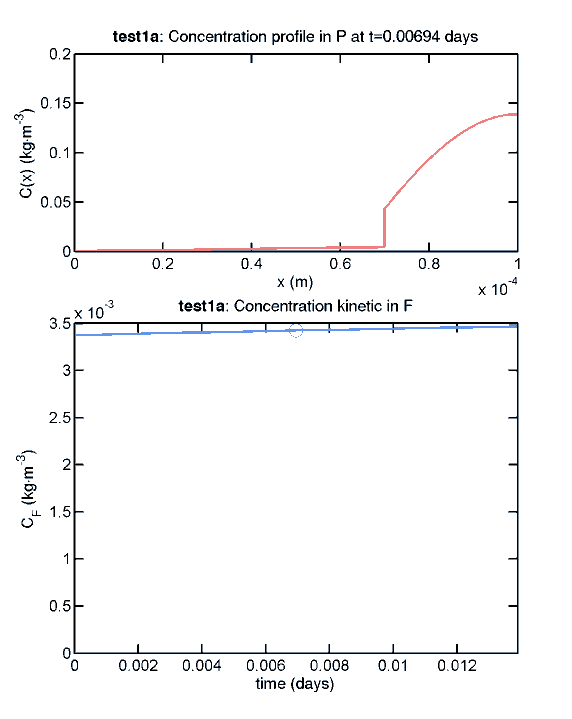 test1a: Concentration profile in P at t=0.00694 days
0.2
0.15
0.1
0.05
0
C(x) (kg·m-3)
0 0.2 0.4 0.6 0.8 1
x (m)
x 10-4
test1a: Concentration kinetic in F
x 10-3
3.5
3
2.5
2
1.5
1
0.5
0
CF (kg·m-3)
0 0.002 0.004 0.006 0.008 0.01 0.012
time (days)